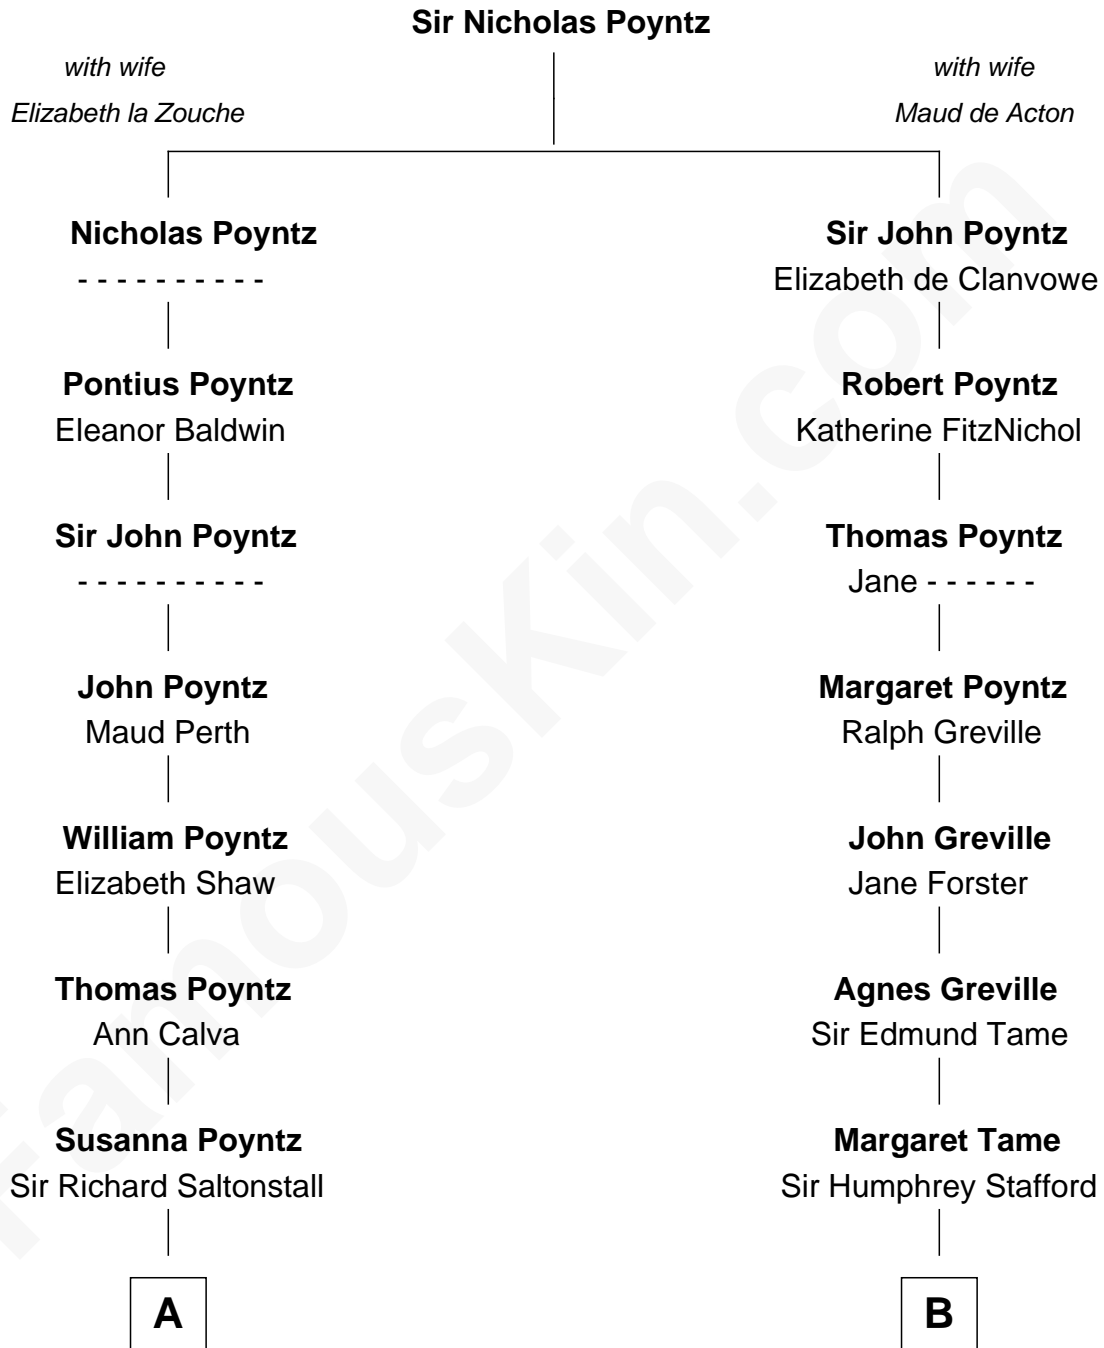 Sir Nicholas Poyntz
with wife
Elizabeth la Zouche
with wife
Maud de Acton
Nicholas Poyntz
- - - - - - - - - -
Sir John Poyntz
Elizabeth de Clanvowe
Pontius Poyntz
Eleanor Baldwin
Robert Poyntz
Katherine FitzNichol
Sir John Poyntz
- - - - - - - - - -
Thomas Poyntz
Jane - - - - - -
John Poyntz
Maud Perth
Margaret Poyntz
Ralph Greville
William Poyntz
Elizabeth Shaw
John Greville
Jane Forster
Thomas Poyntz
Ann Calva
Agnes Greville
Sir Edmund Tame
Susanna Poyntz
Sir Richard Saltonstall
Margaret Tame
Sir Humphrey Stafford
A
B
FamousKin.com